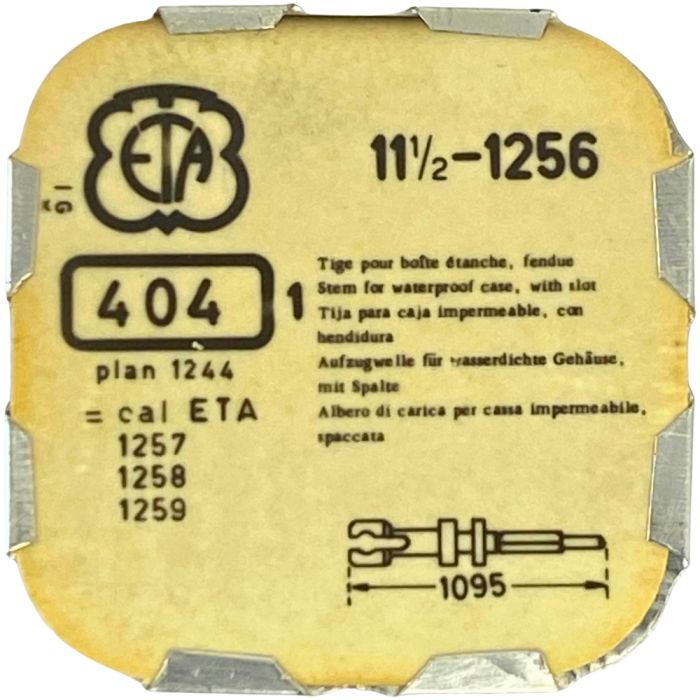 ETA
11½-1256
IG
404 1
plan 1244
= cal ETA
1257
1258
1259
Tige pour boîte étanche, fendue
Stem for waterproof case, with slot
Tija para caja impermeable, con
hendidura
Aufzugwelle für wasserdichte Gehäuse,
mit Spalte
Albero di carica per cassa impermeabile,
spaccata
1095